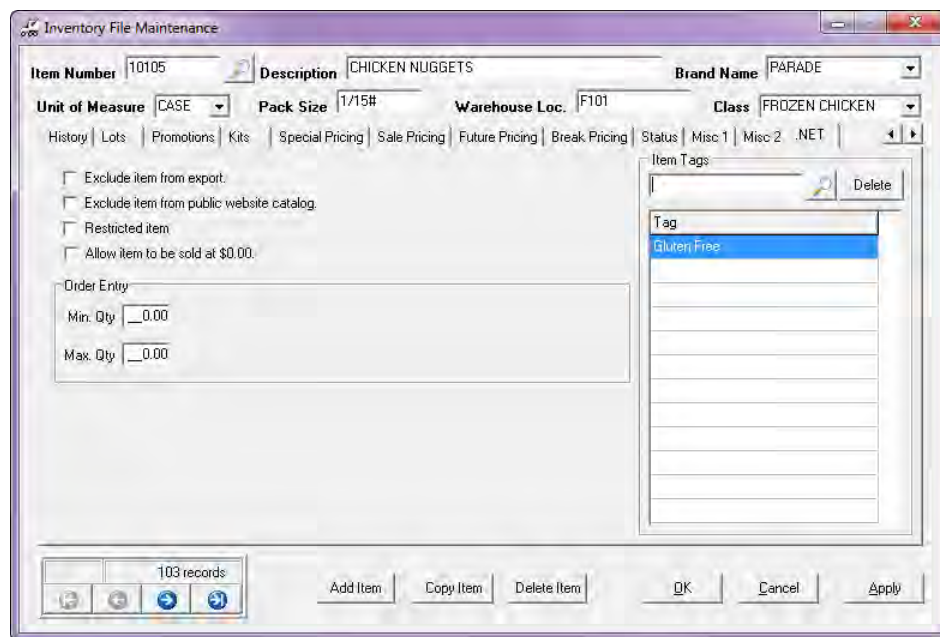 Inventory File Maintenance
Item Number 10105 Description CHICKEN NUGGETS Brand Name PARADE
Unit of Measure CASE Pack Size 1/15# Warehouse Loc. F101 Class FROZEN CHICKEN
History Lots Promotions Kits Special Pricing Sale Pricing Future Pricing Break Pricing Status Misc 1 Misc 2 .NET
Item Tags
Exclude item from export.
Delete
Exclude item from public website catalog.
Restricted item
Tag
Allow item to be sold at $0.00.
Gluten Free
Order Entry
Min. Qty __0.00
Max. Qty __0.00
103 records
Add Item Copy Item Delete Item OK Cancel Apply